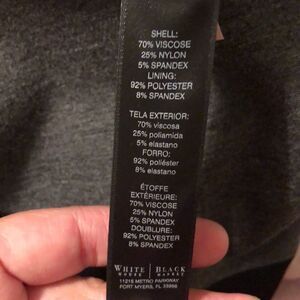 SHELL:
70% VISCOSE
25% NYLON
5% SPANDEX
LINING:
92% POLYESTER
8% SPANDEX
TELA EXTERIOR:
70% viscosa
25% poliamida
5% elastano
FORRO:
92% poliéster
8% elastano
ÉTOFFE
EXTÉRIEURE:
70% VISCOSE
25% NYLON
5% SPANDEX
DOUBLURE:
92% POLYESTER
8% SPANDEX
WHITE | BLACK
HOUSE | MARKET
11215 METRO PARKWAY
FORT MYERS, FL 33966